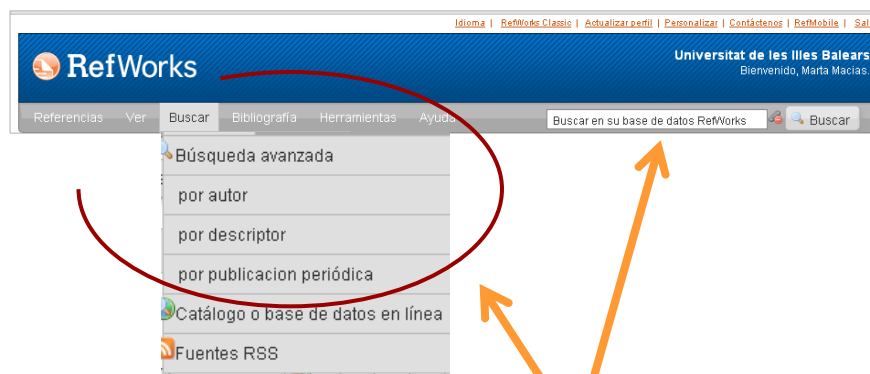 Idioma | RefWorks Classic | Actualizar perfil | Personalizar | Contáctenos | RefMobile | Sal
RefWorks
Universitat de les Illes Balears
Bienvenido, Marta Macias.
Referencias Ver Buscar Bibliografía Herramientas Ayuda Buscar en su base de datos RefWorks Buscar
Búsqueda avanzada
por autor
por descriptor
por publicacion periódica
Catálogo o base de datos en línea
Fuentes RSS